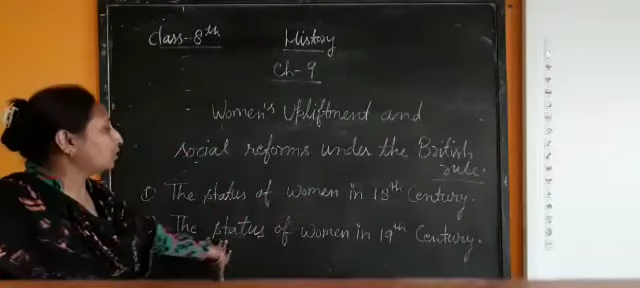 Class-8th
History
Ch-9
Women's Upliftment and
social reforms under the British
rule.
① The status of women in 18th Century.
The status of women in 19th Century.